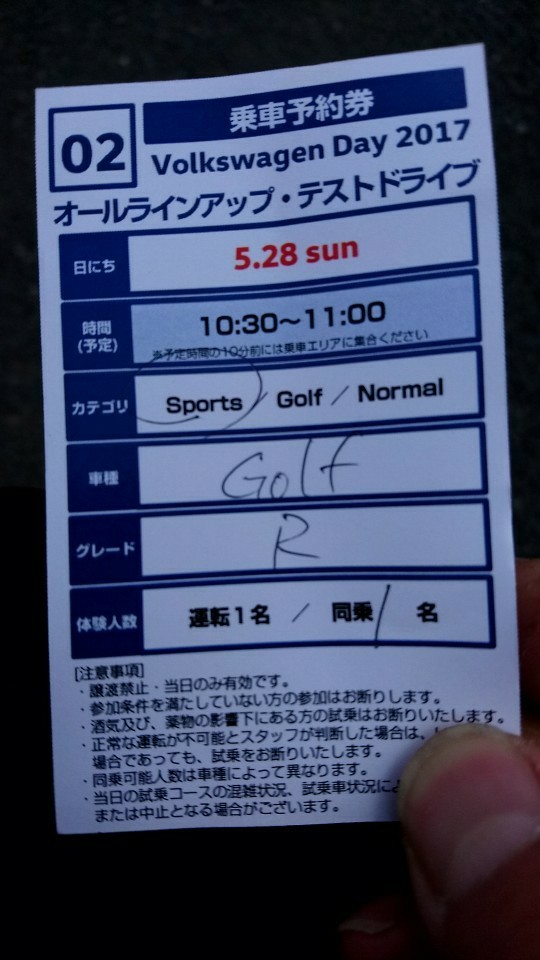 02
乗車予約券
Volkswagen Day 2017
オールラインアップ・テストドライブ
日にち
5.28 sun
時間
(予定)
10:30～11:00
※予定時間の10分前には乗車エリアに集合ください
カテゴリ
Sports / Golf / Normal
車種
Golf
グレード
R
体験人数
運転1名 / 同乗 1 名
[注意事項]
・譲渡禁止・当日のみ有効です。
・参加条件を満たしていない方の参加はお断りします。
・酒気及び、薬物の影響下にある方の試乗はお断りいたします。
・正常な運転が不可能とスタッフが判断した場合は、
場合であっても、試乗をお断りいたします。
・同乗可能人数は車種によって異なります。
・当日の試乗コースの混雑状況、試乗車状況に
または中止となる場合がございます。